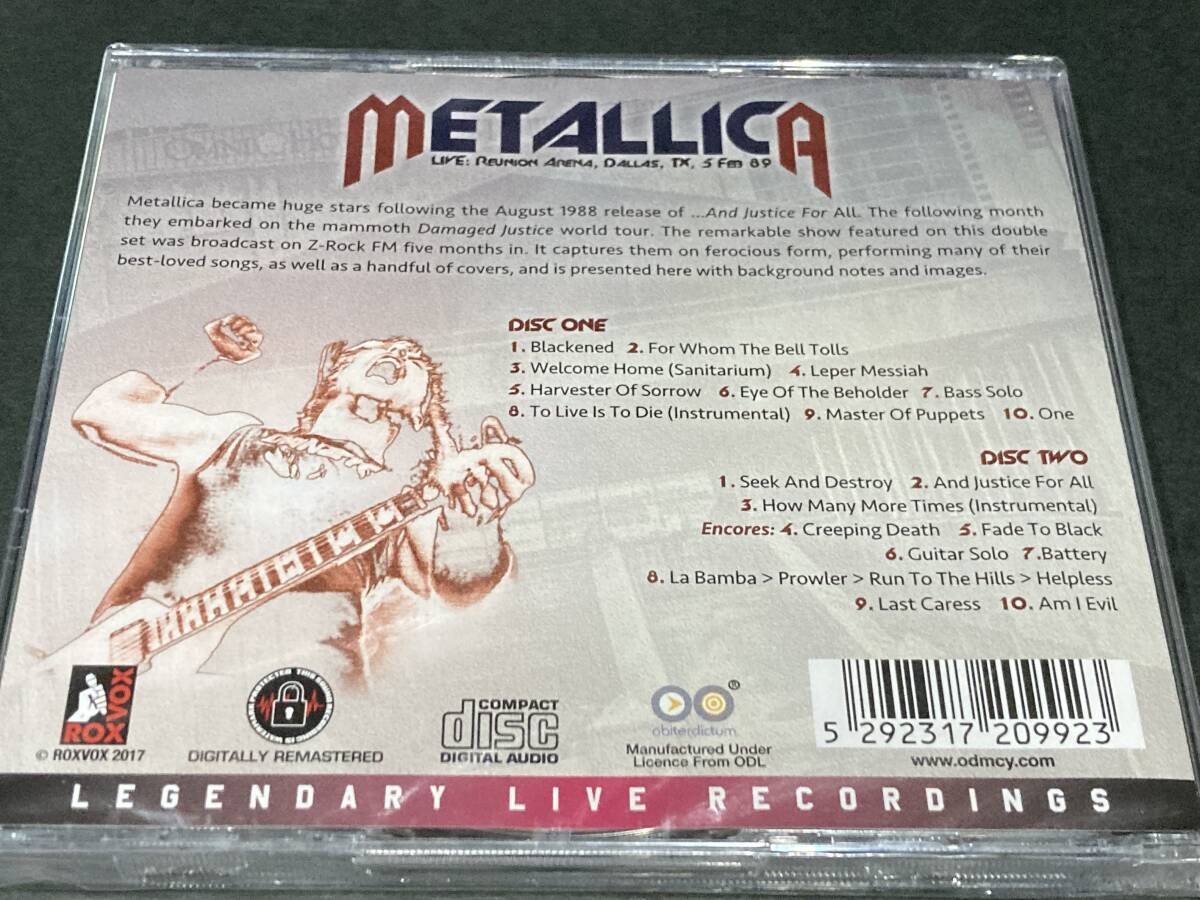 METALLICA
LIVE: REUNION ARENA, DALLAS, TX, 5 FEB 89
Metallica became huge stars following the August 1988 release of ...And Justice For All. The following month
they embarked on the mammoth Damaged Justice world tour. The remarkable show featured on this double
set was broadcast on Z-Rock FM five months in. It captures them on ferocious form, performing many of their
best-loved songs, as well as a handful of covers, and is presented here with background notes and images.
DISC ONE
1. Blackened 2. For Whom The Bell Tolls
3. Welcome Home (Sanitarium) 4. Leper Messiah
5. Harvester Of Sorrow 6. Eye Of The Beholder 7. Bass Solo
8. To Live Is To Die (Instrumental) 9. Master Of Puppets 10. One
DISC TWO
1. Seek And Destroy 2. And Justice For All
3. How Many More Times (Instrumental)
Encores: 4. Creeping Death 5. Fade To Black
6. Guitar Solo 7.Battery
8. La Bamba > Prowler > Run To The Hills > Helpless
9. Last Caress 10. Am I Evil
ROXVOX
© ROXVOX 2017
DIGITALLY REMASTERED
COMPACT
disc
DIGITAL AUDIO
®
obiterdictum
Manufactured Under
Licence From ODL
5 292317 209923
www.odmcy.com
LEGENDARY LIVE RECORDINGS